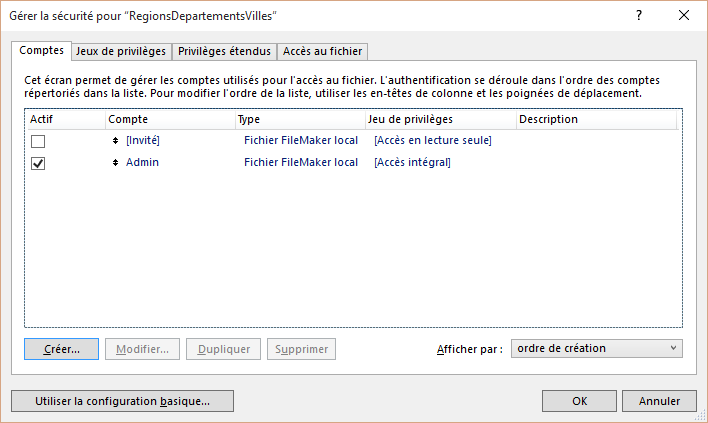 Gérer la sécurité pour “RegionsDepartementsVilles”
?
Comptes Jeux de privilèges Privilèges étendus Accès au fichier
Cet écran permet de gérer les comptes utilisés pour l'accès au fichier. L'authentification se déroule dans l'ordre des comptes
répertoriés dans la liste. Pour modifier l'ordre de la liste, utiliser les en-têtes de colonne et les poignées de déplacement.
Actif Compte Type Jeu de privilèges Description
[Invité] Fichier FileMaker local [Accès en lecture seule]
Admin Fichier FileMaker local [Accès intégral]
Créer... Modifier... Dupliquer Supprimer Afficher par : ordre de création
Utiliser la configuration basique... OK Annuler